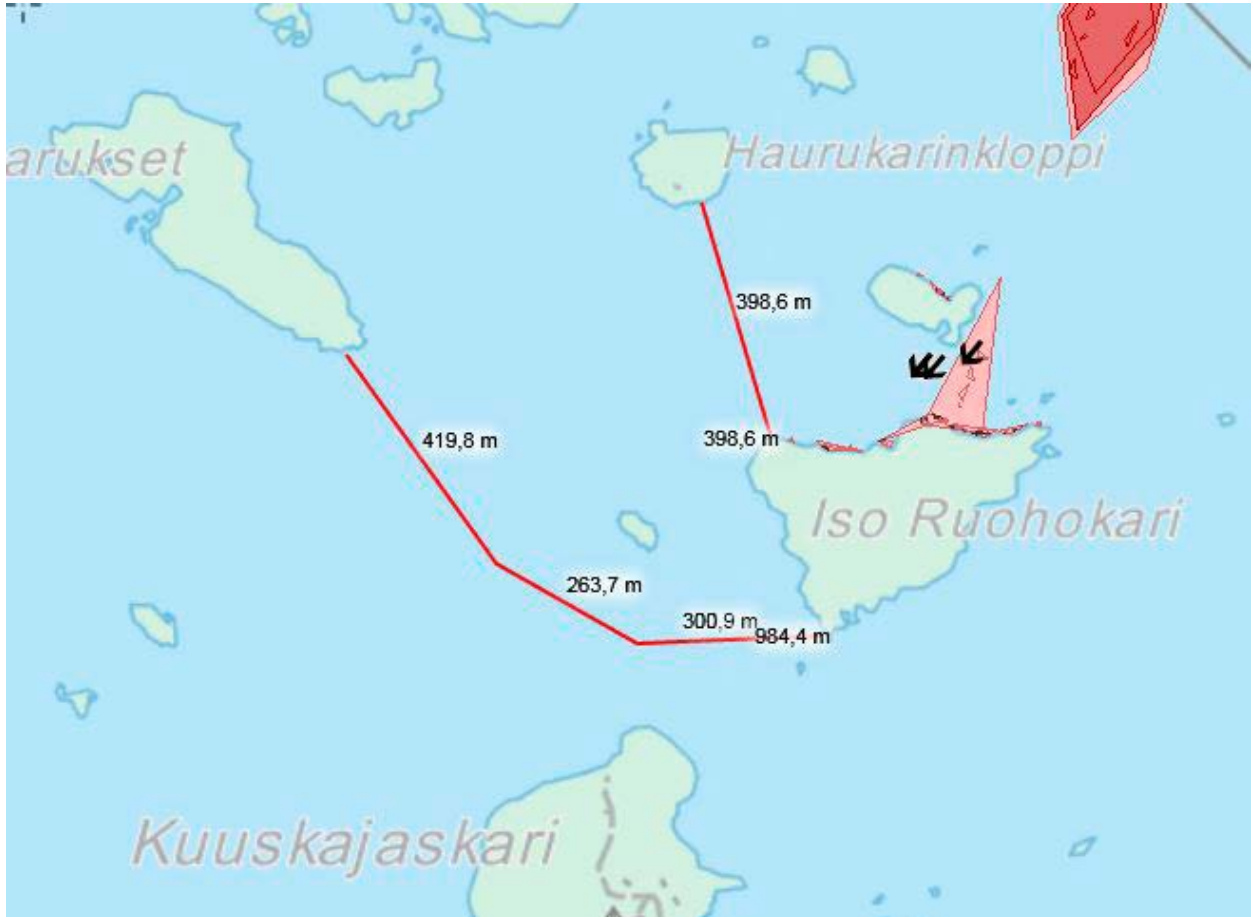 arukset
Haurukarinkloppi
398,6 m
419,8 m
398,6 m
Iso Ruohokari
263,7 m
300,9 m
984,4 m
Kuuskajaskari